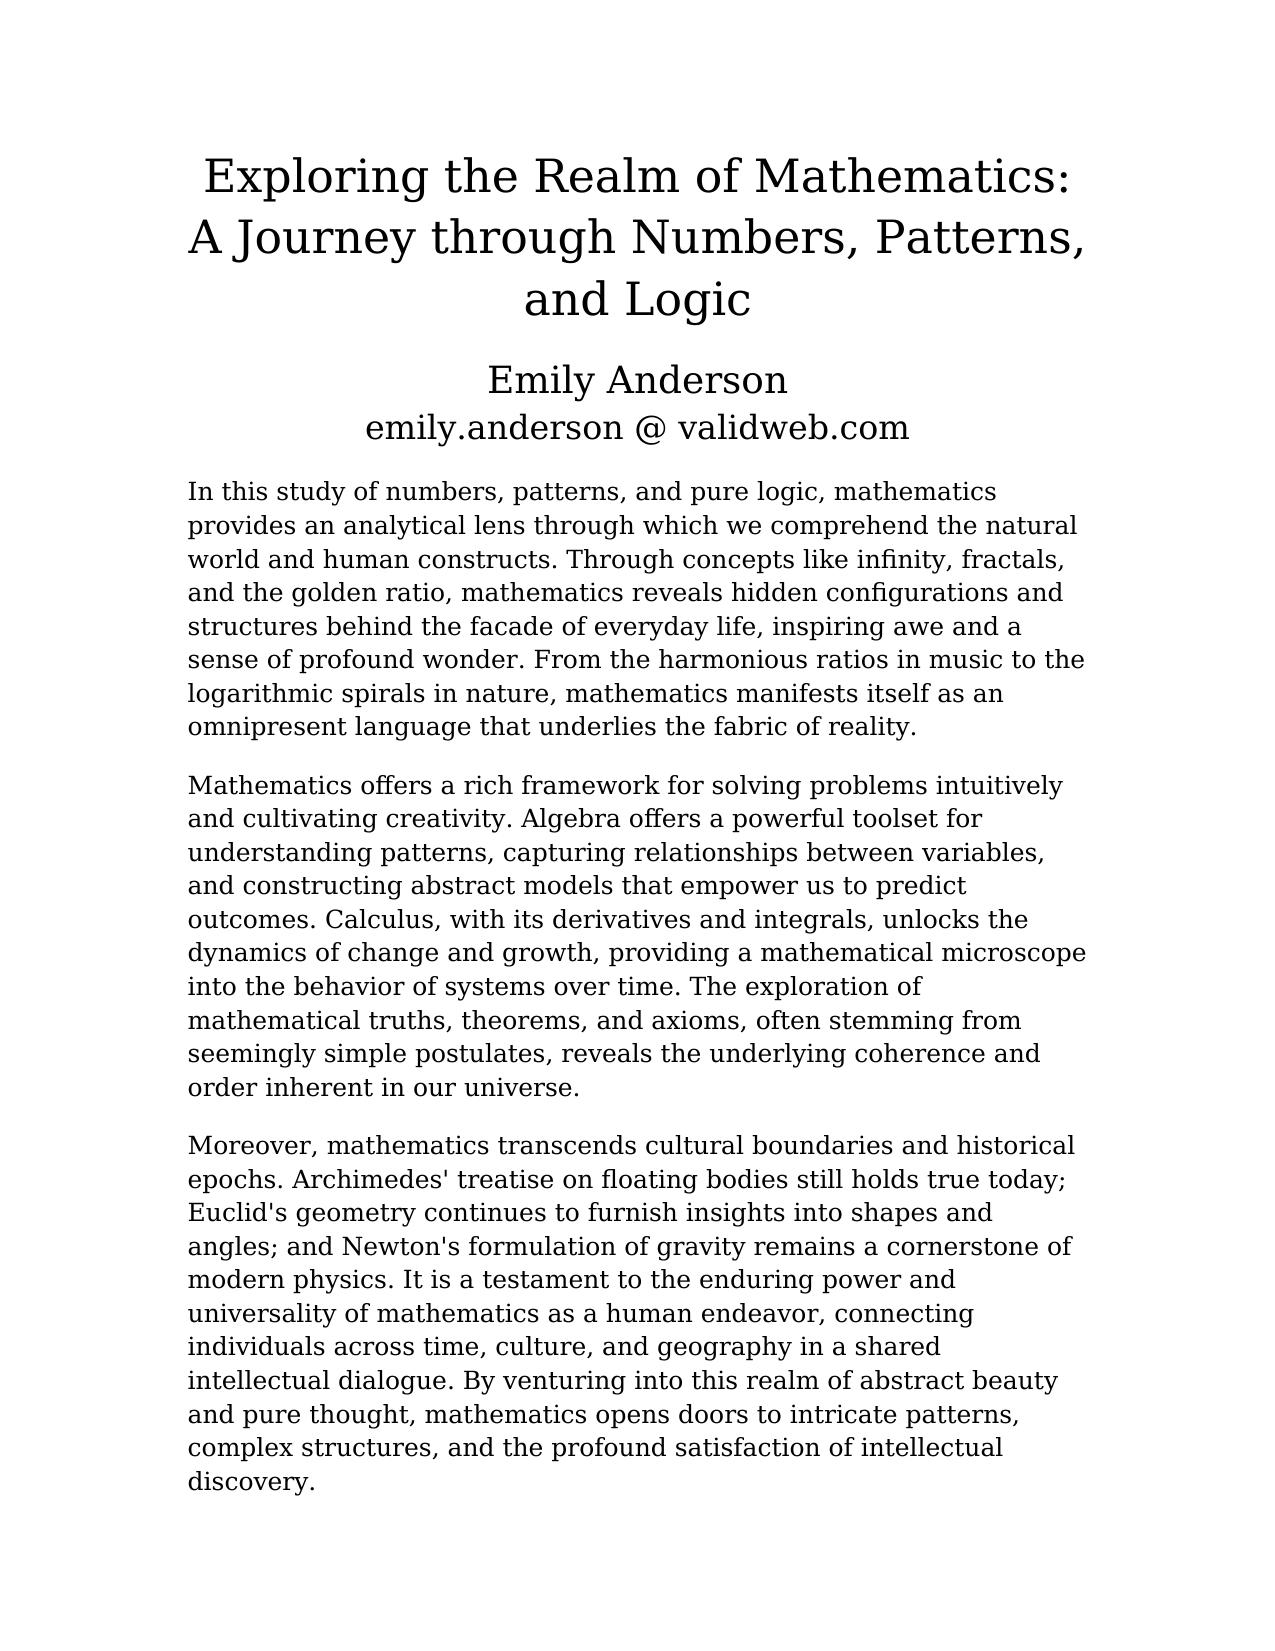 Exploring the Realm of Mathematics:
A Journey through Numbers, Patterns,
and Logic
Emily Anderson
emily.anderson @ validweb.com
In this study of numbers, patterns, and pure logic, mathematics
provides an analytical lens through which we comprehend the natural
world and human constructs. Through concepts like infinity, fractals,
and the golden ratio, mathematics reveals hidden configurations and
structures behind the facade of everyday life, inspiring awe and a
sense of profound wonder. From the harmonious ratios in music to the
logarithmic spirals in nature, mathematics manifests itself as an
omnipresent language that underlies the fabric of reality.
Mathematics offers a rich framework for solving problems intuitively
and cultivating creativity. Algebra offers a powerful toolset for
understanding patterns, capturing relationships between variables,
and constructing abstract models that empower us to predict
outcomes. Calculus, with its derivatives and integrals, unlocks the
dynamics of change and growth, providing a mathematical microscope
into the behavior of systems over time. The exploration of
mathematical truths, theorems, and axioms, often stemming from
seemingly simple postulates, reveals the underlying coherence and
order inherent in our universe.
Moreover, mathematics transcends cultural boundaries and historical
epochs. Archimedes' treatise on floating bodies still holds true today;
Euclid's geometry continues to furnish insights into shapes and
angles; and Newton's formulation of gravity remains a cornerstone of
modern physics. It is a testament to the enduring power and
universality of mathematics as a human endeavor, connecting
individuals across time, culture, and geography in a shared
intellectual dialogue. By venturing into this realm of abstract beauty
and pure thought, mathematics opens doors to intricate patterns,
complex structures, and the profound satisfaction of intellectual
discovery.